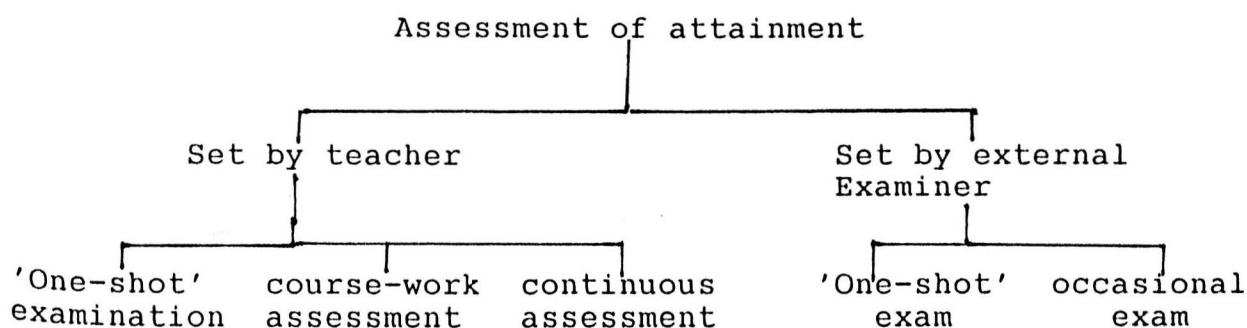 Assessment of attainment
Set by teacher
Set by external
Examiner
'One-shot'
examination
course-work
assessment
continuous
assessment
'One-shot'
exam
occasional
exam